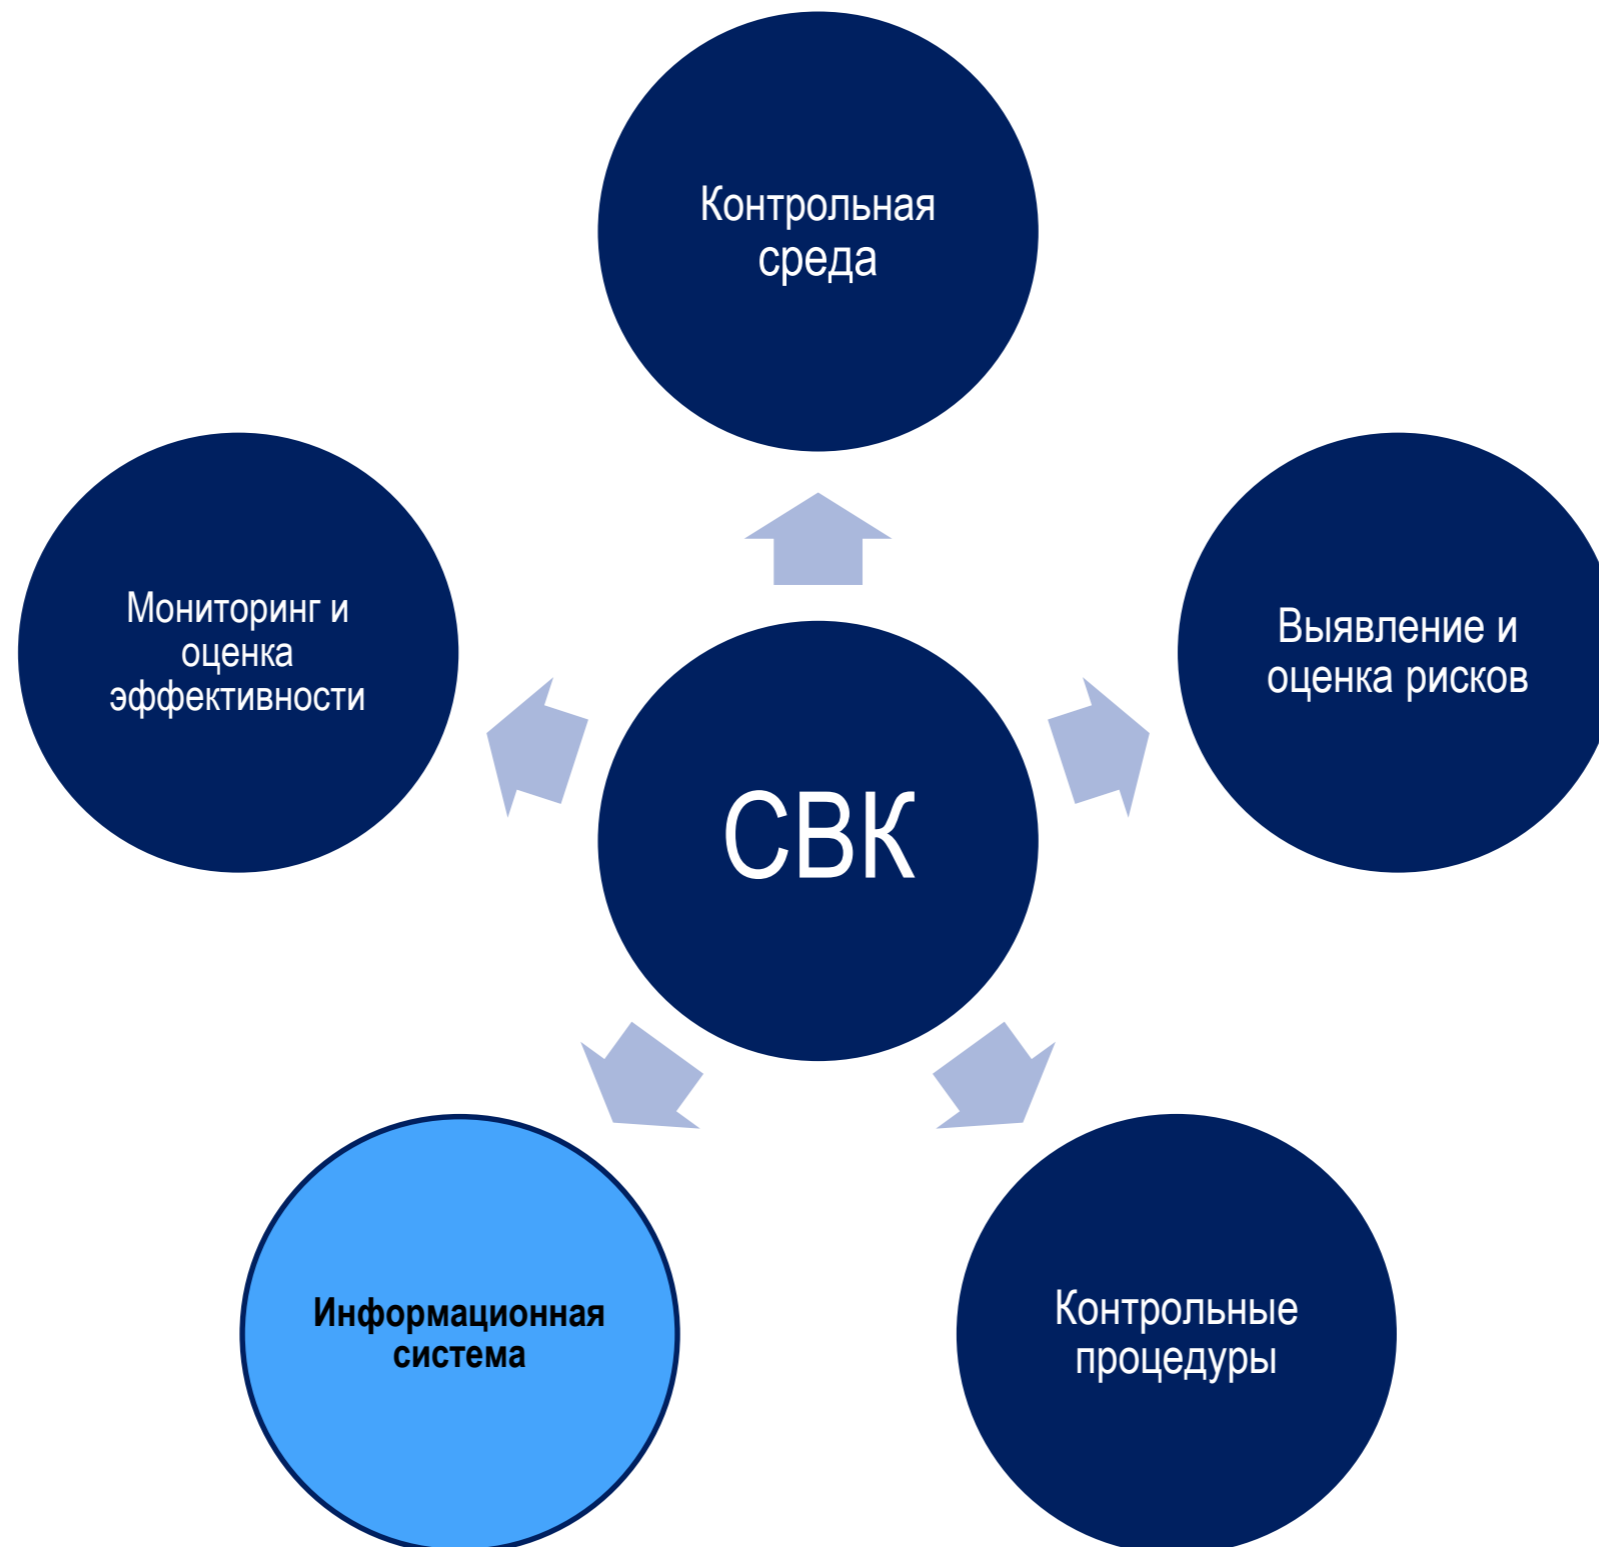 Контрольная
среда
Мониторинг и
оценка
эффективности
Выявление и
оценка рисков
СВК
Информационная
система
Контрольные
процедуры